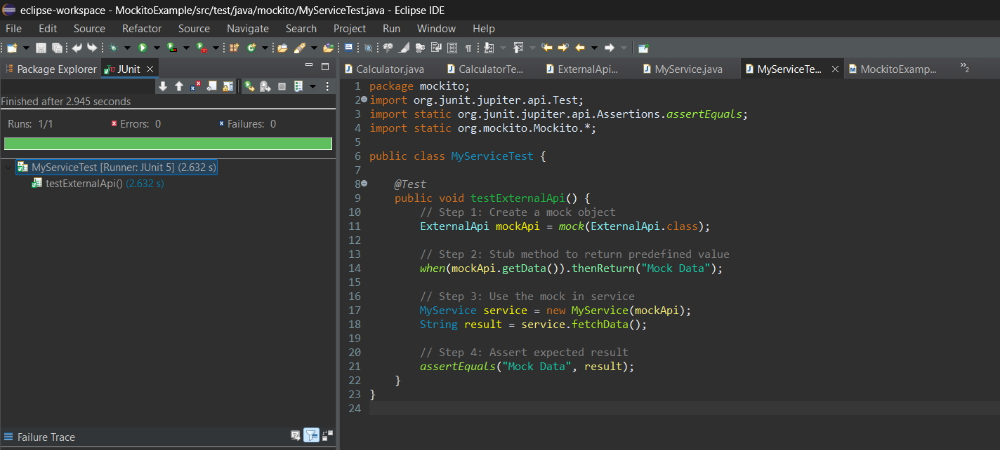 eclipse-workspace - MockitoExample/src/test/java/mockito/MyServiceTest.java - Eclipse IDE
File Edit Source Refactor Source Navigate Search Project Run Window Help
Package Explorer JUnit
Finished after 2.945 seconds
Runs: 1/1 Errors: 0 Failures: 0
MyServiceTest [Runner: JUnit 5] (2.632 s)
testExternalApi() (2.632 s)
Failure Trace
Calculator.java CalculatorTe... ExternalApi... MyService.java MyServiceTe... MockitoExamp... »2
1 package mockito;
2 import org.junit.jupiter.api.Test;
3 import static org.junit.jupiter.api.Assertions.assertEquals;
4 import static org.mockito.Mockito.*;
5
6 public class MyServiceTest {
7
8 @Test
9 public void testExternalApi() {
10 // Step 1: Create a mock object
11 ExternalApi mockApi = mock(ExternalApi.class);
12
13 // Step 2: Stub method to return predefined value
14 when(mockApi.getData()).thenReturn("Mock Data");
15
16 // Step 3: Use the mock in service
17 MyService service = new MyService(mockApi);
18 String result = service.fetchData();
19
20 // Step 4: Assert expected result
21 assertEquals("Mock Data", result);
22 }
23 }
24